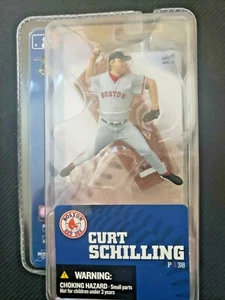 BOSTON
BOSTON
RED SOX
CURT
SCHILLING
P | 38
WARNING:
CHOKING HAZARD - Small parts
Not for children under 3 years